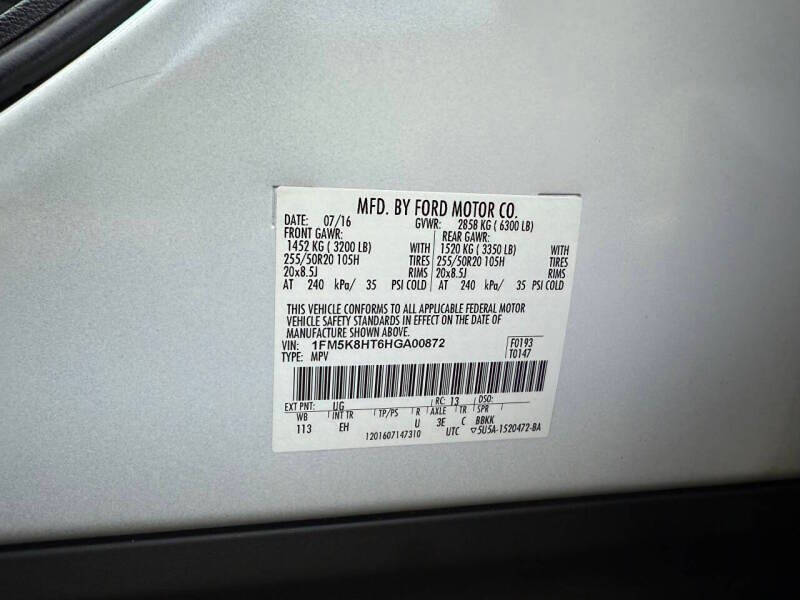 MFD. BY FORD MOTOR CO.
DATE: 07/16 GVWR: 2858 KG ( 6300 LB)
FRONT GAWR: REAR GAWR:
1452 KG ( 3200 LB) WITH 1520 KG ( 3350 LB) WITH
255/50R20 105H TIRES 255/50R20 105H TIRES
20x8.5J RIMS 20x8.5J RIMS
AT 240 kPa/ 35 PSI COLD AT 240 kPa/ 35 PSI COLD
THIS VEHICLE CONFORMS TO ALL APPLICABLE FEDERAL MOTOR
VEHICLE SAFETY STANDARDS IN EFFECT ON THE DATE OF
MANUFACTURE SHOWN ABOVE.
VIN: 1FM5K8HT6HGA00872 F0193
TYPE: MPV T0147
EXT PNT: UG RC: 13 DSO:
WB INT TR TP/PS R AXLE TR SPR
113 EH U 3E C BBKK
1201607147310 UTC ▽5U5A-1520472-BA